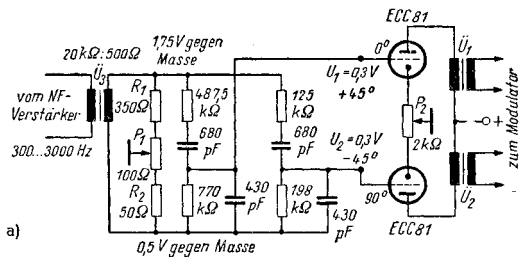 ECC81
20kΩ:500Ω
Ü3
1,75V gegen
Masse
0°
U1=0,3V
+45°
Ü1
vom NF-
Verstärker
300...3000 Hz
R1
350Ω
487,5
kΩ
125
kΩ
680
pF
680
pF
P1
100Ω
R2
50Ω
770
kΩ
430
pF
198
kΩ
430
pF
U2=0,3V
-45°
90°
P2
2kΩ
-o+
zum Modulator
Ü2
ECC81
a)
0,5V gegen Masse